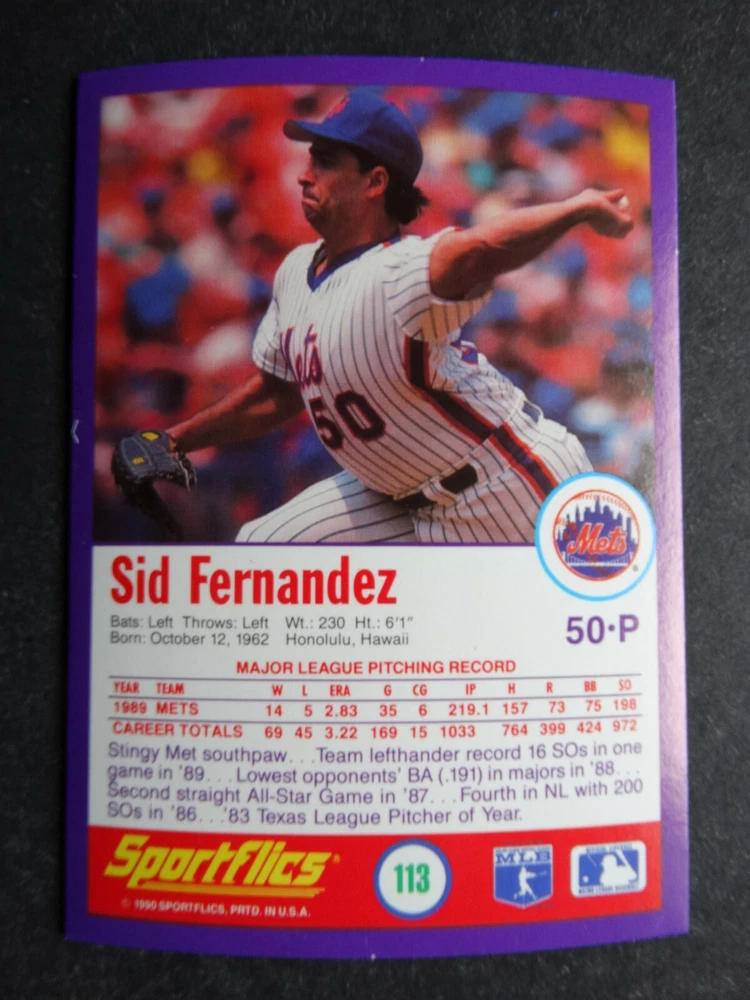 Mets
50
Mets
Sid Fernandez
Bats: Left Throws: Left Wt.: 230 Ht.: 6'1"
Born: October 12, 1962 Honolulu, Hawaii
50·P
MAJOR LEAGUE PITCHING RECORD
YEAR TEAM W L ERA G CG IP H R BB SO
1989 METS 14 5 2.83 35 6 219.1 157 73 75 198
CAREER TOTALS 69 45 3.22 169 15 1033 764 399 424 972
Stingy Met southpaw. . .Team lefthander record 16 SOs in one
game in '89. . .Lowest opponents' BA (.191) in majors in '88. . .
Second straight All-Star Game in '87. . .Fourth in NL with 200
SOs in '86. . .'83 Texas League Pitcher of Year.
Sportflics®
113
MLB
© 1990 SPORTFLICS, PRTD. IN U.S.A.